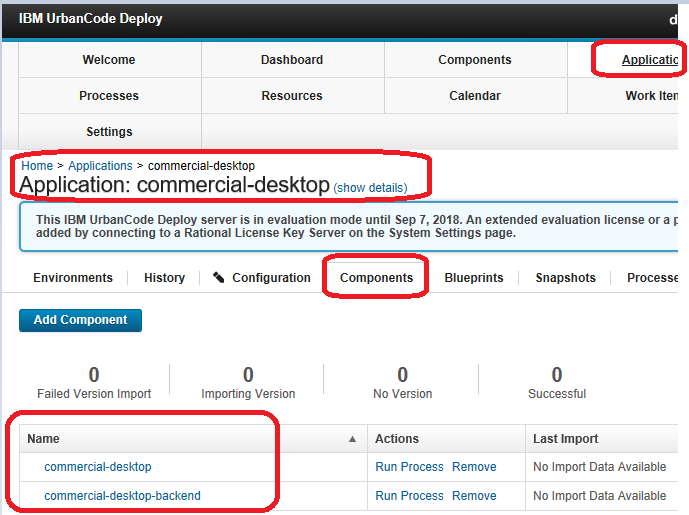 IBM UrbanCode Deploy
Welcome Dashboard Components
Processes Resources Calendar
Settings
Home > Applications > commercial-desktop
Application: commercial-desktop (show details)
This IBM UrbanCode Deploy server is in evaluation mode until Sep 7, 2018. An extended evaluation license or a
added by connecting to a Rational License Key Server on the System Settings page.
Environments History Configuration Components Blueprints Snapshots
Add Component
0 0 0 0
Failed Version Import Importing Version No Version Successful
Name Actions Last Import
commercial-desktop Run Process Remove No Import Data Available
commercial-desktop-backend Run Process Remove No Import Data Available